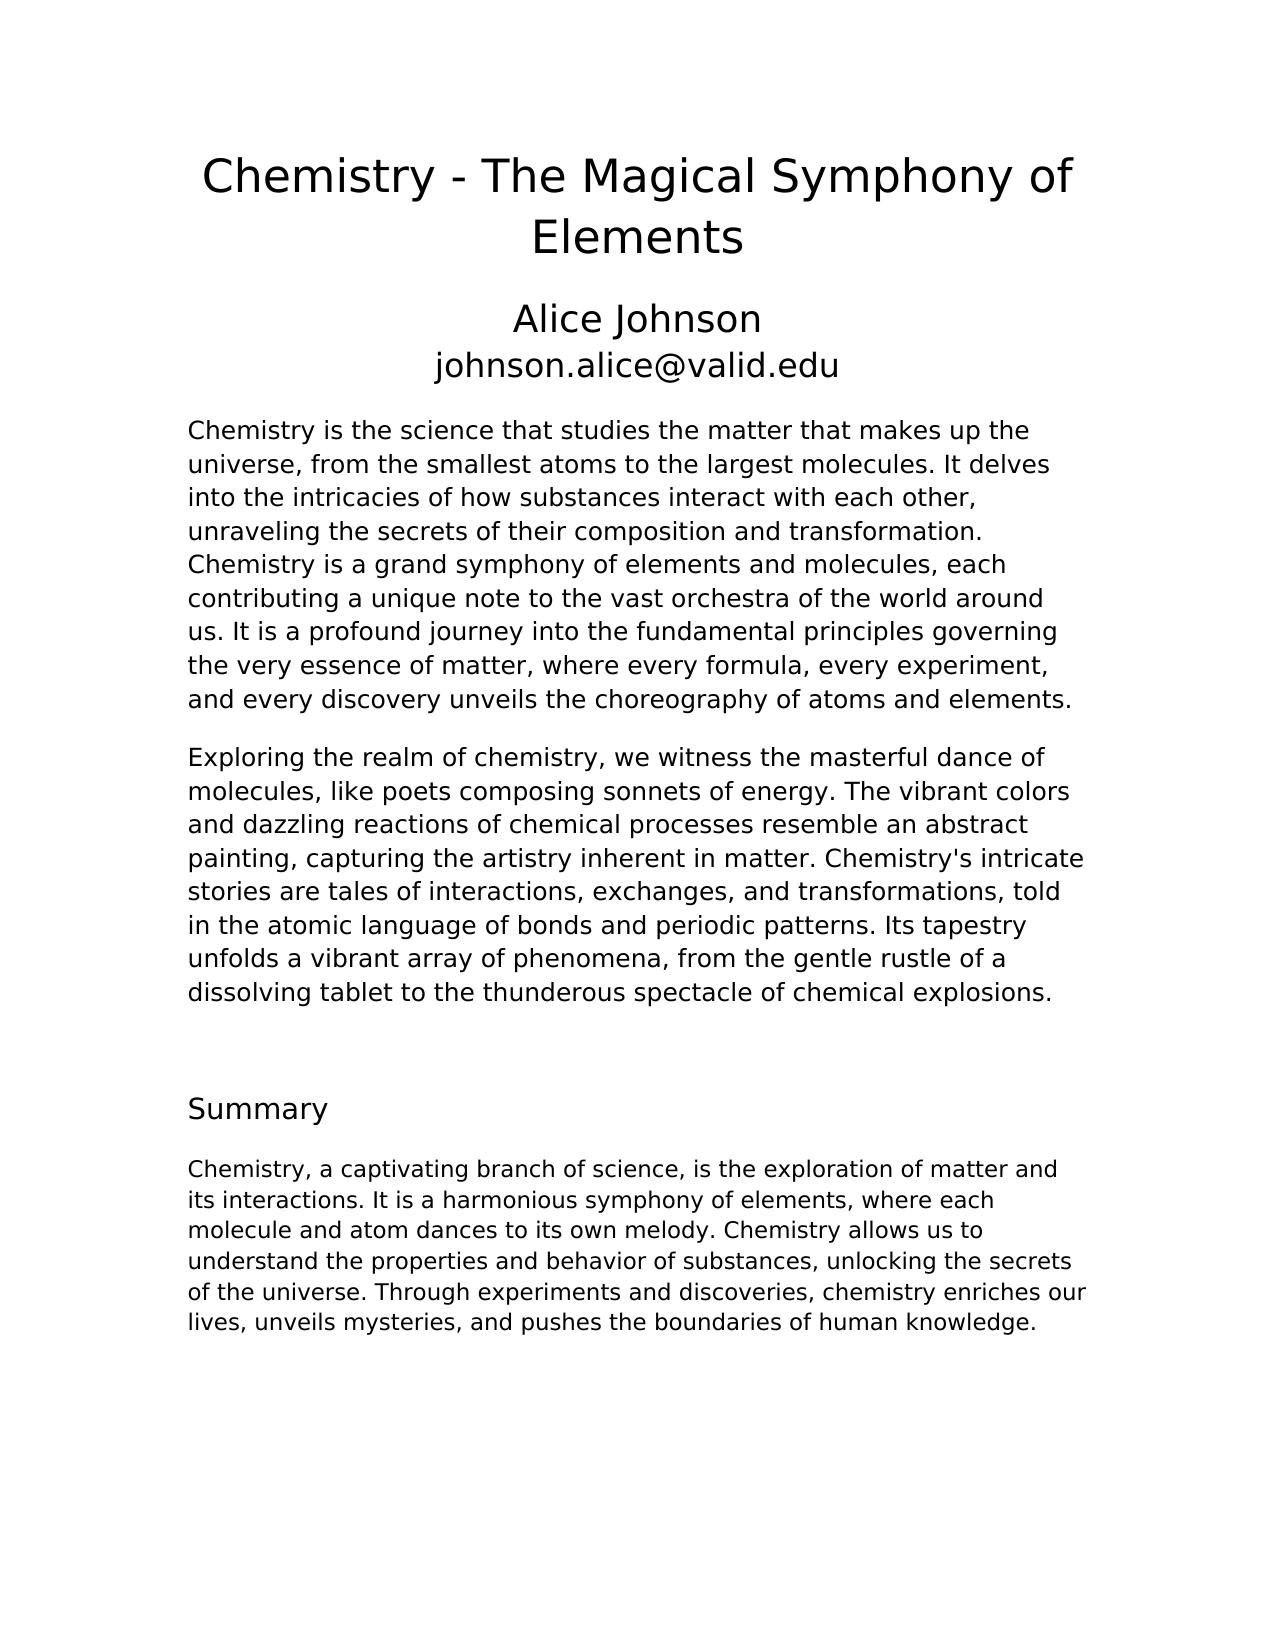 Chemistry - The Magical Symphony of
Elements
Alice Johnson
johnson.alice@valid.edu
Chemistry is the science that studies the matter that makes up the
universe, from the smallest atoms to the largest molecules. It delves
into the intricacies of how substances interact with each other,
unraveling the secrets of their composition and transformation.
Chemistry is a grand symphony of elements and molecules, each
contributing a unique note to the vast orchestra of the world around
us. It is a profound journey into the fundamental principles governing
the very essence of matter, where every formula, every experiment,
and every discovery unveils the choreography of atoms and elements.
Exploring the realm of chemistry, we witness the masterful dance of
molecules, like poets composing sonnets of energy. The vibrant colors
and dazzling reactions of chemical processes resemble an abstract
painting, capturing the artistry inherent in matter. Chemistry's intricate
stories are tales of interactions, exchanges, and transformations, told
in the atomic language of bonds and periodic patterns. Its tapestry
unfolds a vibrant array of phenomena, from the gentle rustle of a
dissolving tablet to the thunderous spectacle of chemical explosions.
Summary
Chemistry, a captivating branch of science, is the exploration of matter and
its interactions. It is a harmonious symphony of elements, where each
molecule and atom dances to its own melody. Chemistry allows us to
understand the properties and behavior of substances, unlocking the secrets
of the universe. Through experiments and discoveries, chemistry enriches our
lives, unveils mysteries, and pushes the boundaries of human knowledge.